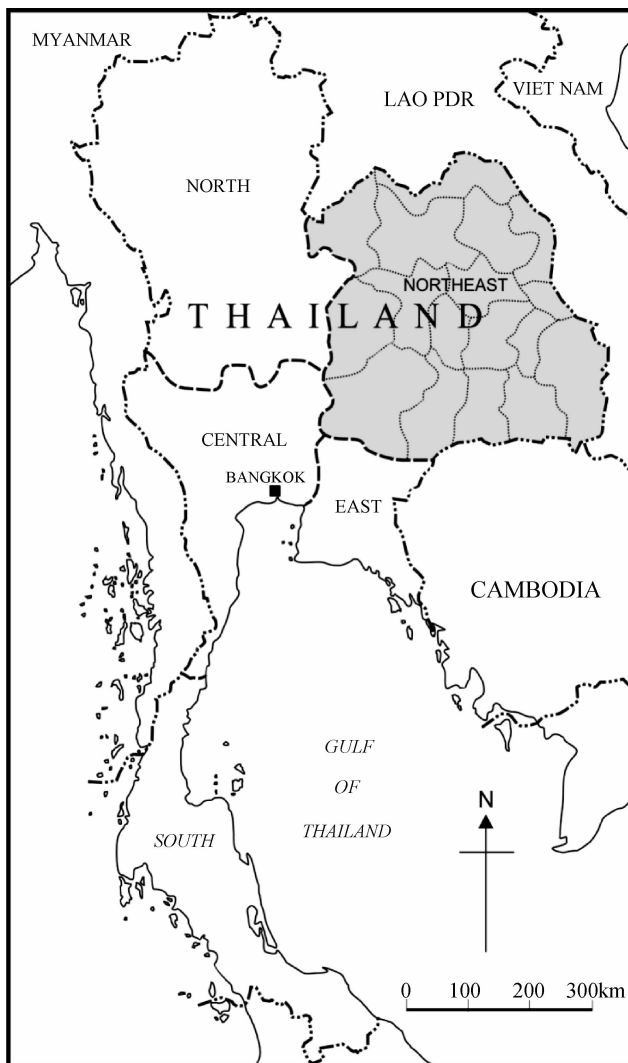 MYANMAR
VIET NAM
LAO PDR
NORTH
NORTHEAST
THAILAND
CENTRAL
BANGKOK
EAST
CAMBODIA
GULF
OF
THAILAND
SOUTH
N
0 100 200 300km